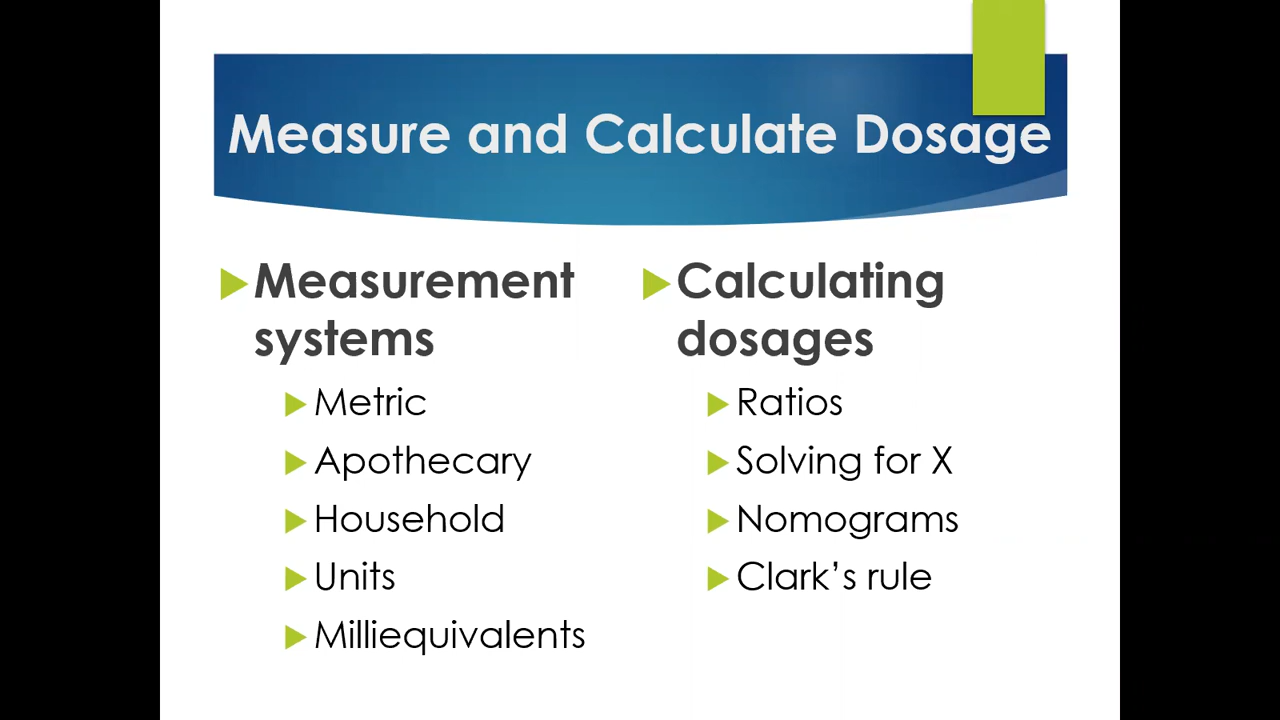 Measure and Calculate Dosage
Measurement
systems
Metric
Apothecary
Household
Units
Milliequivalents
Calculating
dosages
Ratios
Solving for X
Nomograms
Clark’s rule